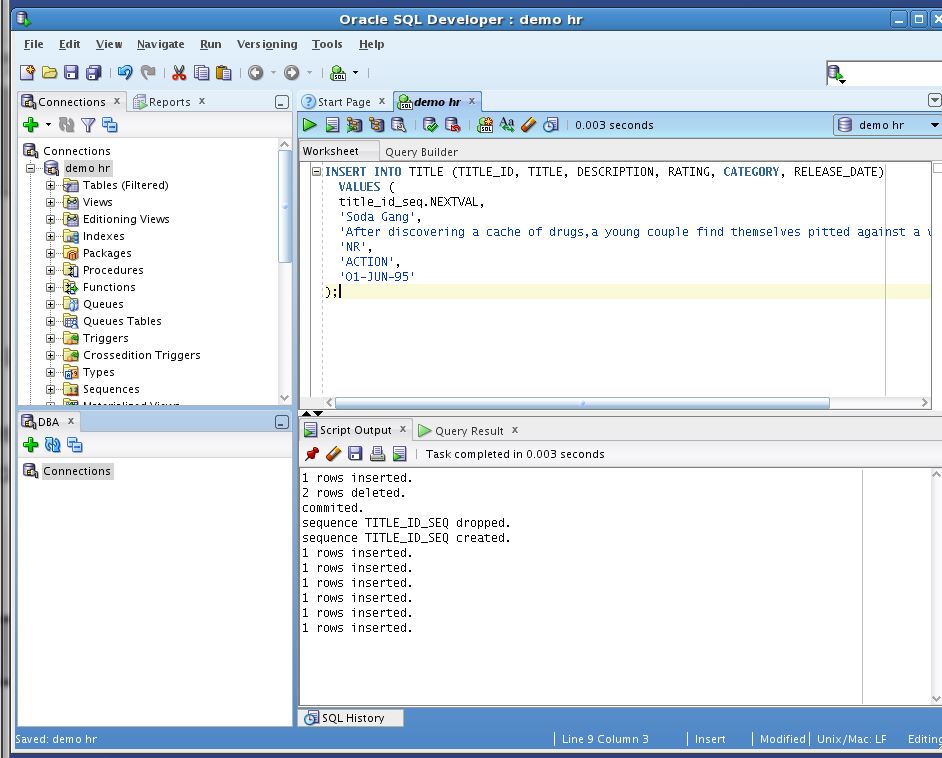 Oracle SQL Developer : demo hr
File Edit View Navigate Run Versioning Tools Help
Connections x Reports x
Start Page x demo hr x
0.003 seconds demo hr
Worksheet Query Builder
Connections
demo hr
Tables (Filtered)
Views
Editioning Views
Indexes
Packages
Procedures
Functions
Queues
Queues Tables
Triggers
Crossedition Triggers
Types
Sequences
INSERT INTO TITLE (TITLE_ID, TITLE, DESCRIPTION, RATING, CATEGORY, RELEASE_DATE)
VALUES (
title_id_seq.NEXTVAL,
'Soda Gang',
'After discovering a cache of drugs,a young couple find themselves pitted against a v
'NR',
'ACTION',
'01-JUN-95'
);
DBA x
Connections
Script Output x Query Result x
Task completed in 0.003 seconds
1 rows inserted.
2 rows deleted.
commited.
sequence TITLE_ID_SEQ dropped.
sequence TITLE_ID_SEQ created.
1 rows inserted.
1 rows inserted.
1 rows inserted.
1 rows inserted.
1 rows inserted.
1 rows inserted.
SQL History
Saved: demo hr Line 9 Column 3 Insert Modified Unix/Mac: LF Editing